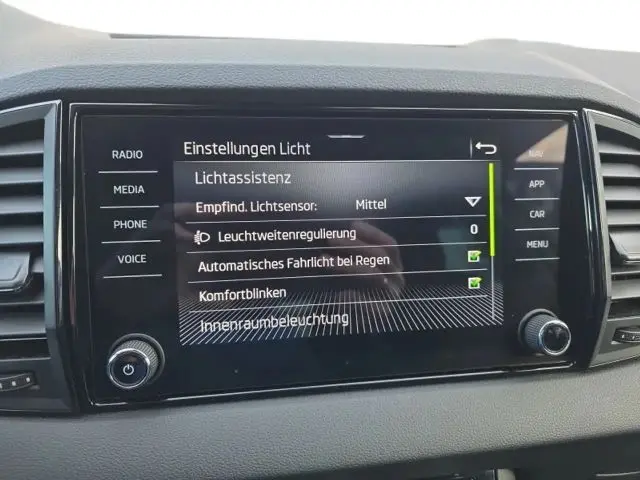 Einstellungen Licht
RADIO
MEDIA
PHONE
VOICE
Lichtassistenz
Empfind. Lichtsensor: Mittel
Leuchtweitenregulierung 0
Automatisches Fahrlicht bei Regen
Komfortblinken
Innenraumbeleuchtung
NAV
APP
CAR
MENU